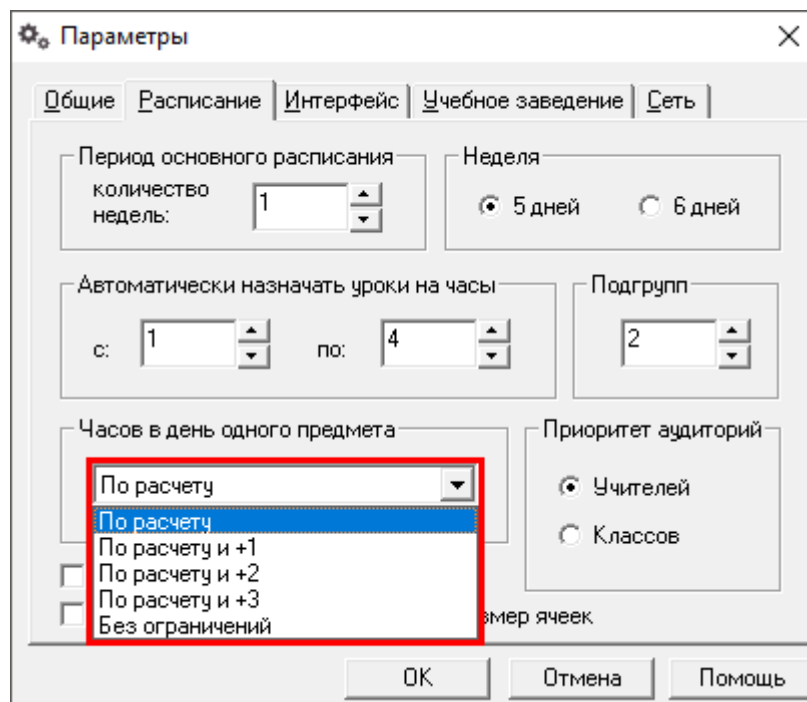 Параметры
Общие Расписание Интерфейс Учебное заведение Сеть
Период основного расписания Неделя
количество недель: 1 5 дней 6 дней
Автоматически назначать уроки на часы Подгрупп
с: 1 по: 4 2
Часов в день одного предмета Приоритет аудиторий
По расчету Учителей
По расчету
По расчету и +1 Классов
По расчету и +2
По расчету и +3
Без ограничений ячеек
OK Отмена Помощь